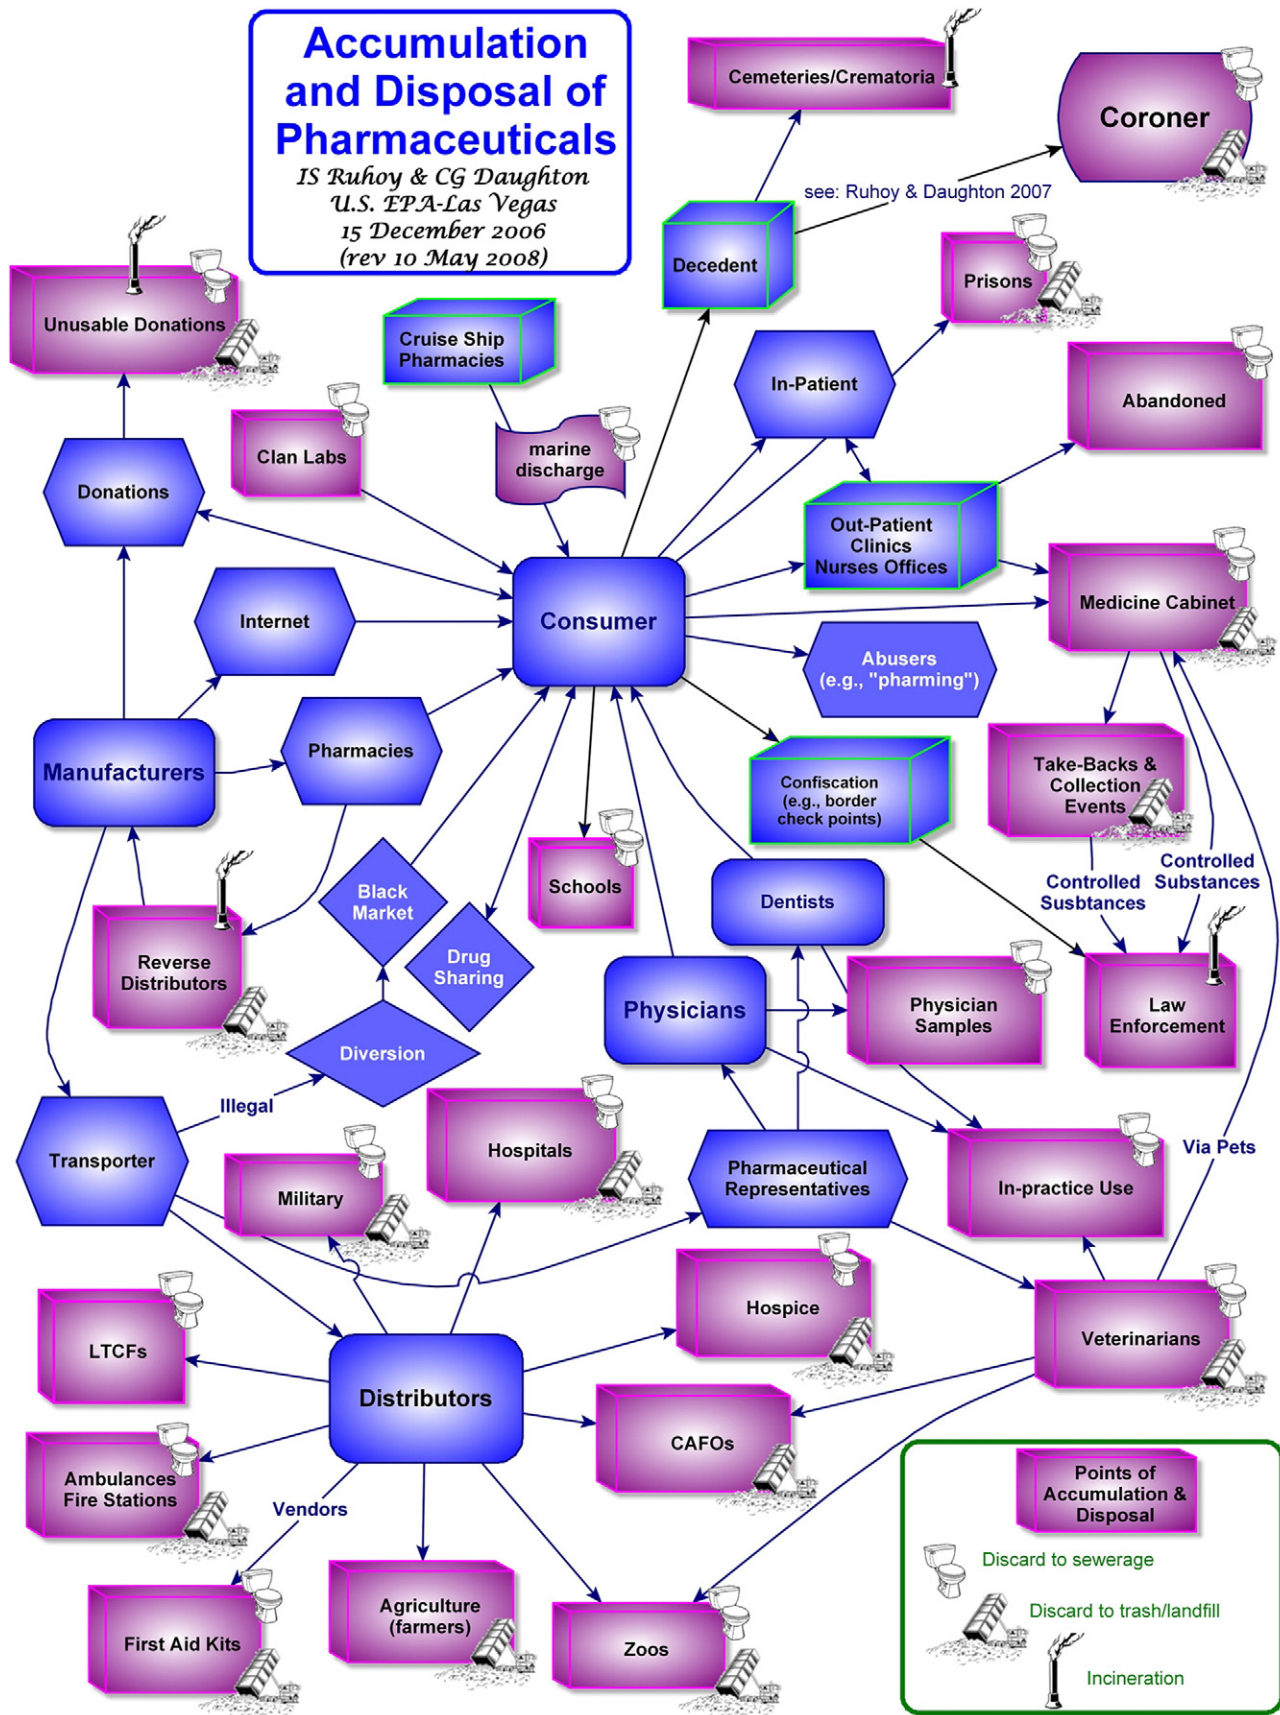 Accumulation
and Disposal of
Pharmaceuticals
IS Ruhoy & CG Daughton
U.S. EPA-Las Vegas
15 December 2006
(rev 10 May 2008)
Cemeteries/Crematoria
Coroner
see: Ruhoy & Daughton 2007
Decedent
Prisons
Unusable Donations
Cruise Ship
Pharmacies
In-Patient
Abandoned
Clan Labs
marine
discharge
Donations
Out-Patient
Clinics
Nurses Offices
Internet
Consumer
Medicine Cabinet
Abusers
(e.g., "pharming")
Manufacturers
Pharmacies
Confiscation
(e.g., border
check points)
Take-Backs &
Collection
Events
Controlled
Substances
Controlled
Susbtances
Black
Market
Schools
Dentists
Drug
Sharing
Reverse
Distributors
Physicians
Physician
Samples
Law
Enforcement
Diversion
Illegal
Transporter
Hospitals
Military
Pharmaceutical
Representatives
In-practice Use
Via Pets
Hospice
Veterinarians
LTCFs
Distributors
CAFOs
Ambulances
Fire Stations
Vendors
First Aid Kits
Agriculture
(farmers)
Zoos
Points of
Accumulation &
Disposal
Discard to sewerage
Discard to trash/landfill
Incineration